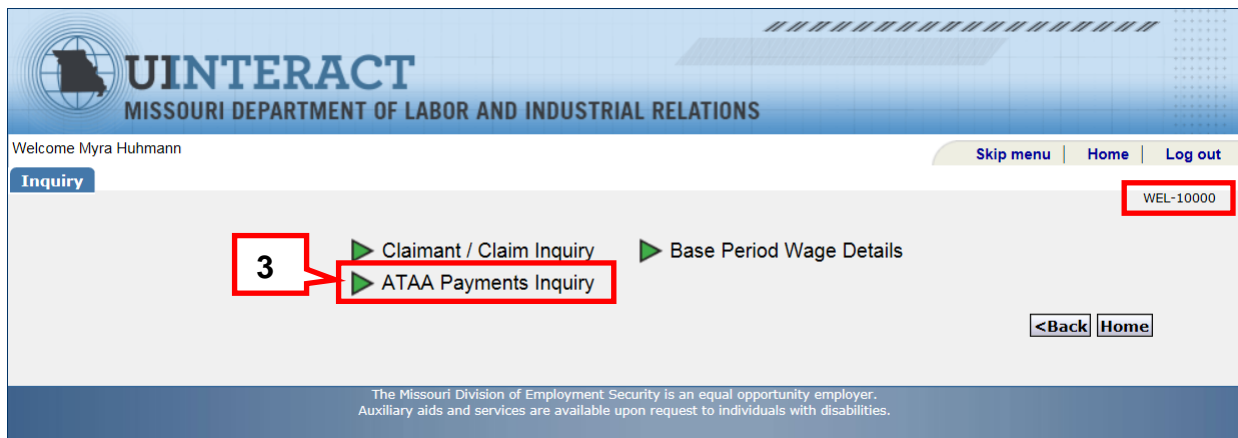 UINTERACT
MISSOURI DEPARTMENT OF LABOR AND INDUSTRIAL RELATIONS
Welcome Myra Huhmann
Skip menu | Home | Log out
Inquiry
WEL-10000
Claimant / Claim Inquiry Base Period Wage Details
3
ATAA Payments Inquiry
<Back Home
The Missouri Division of Employment Security is an equal opportunity employer.
Auxiliary aids and services are available upon request to individuals with disabilities.